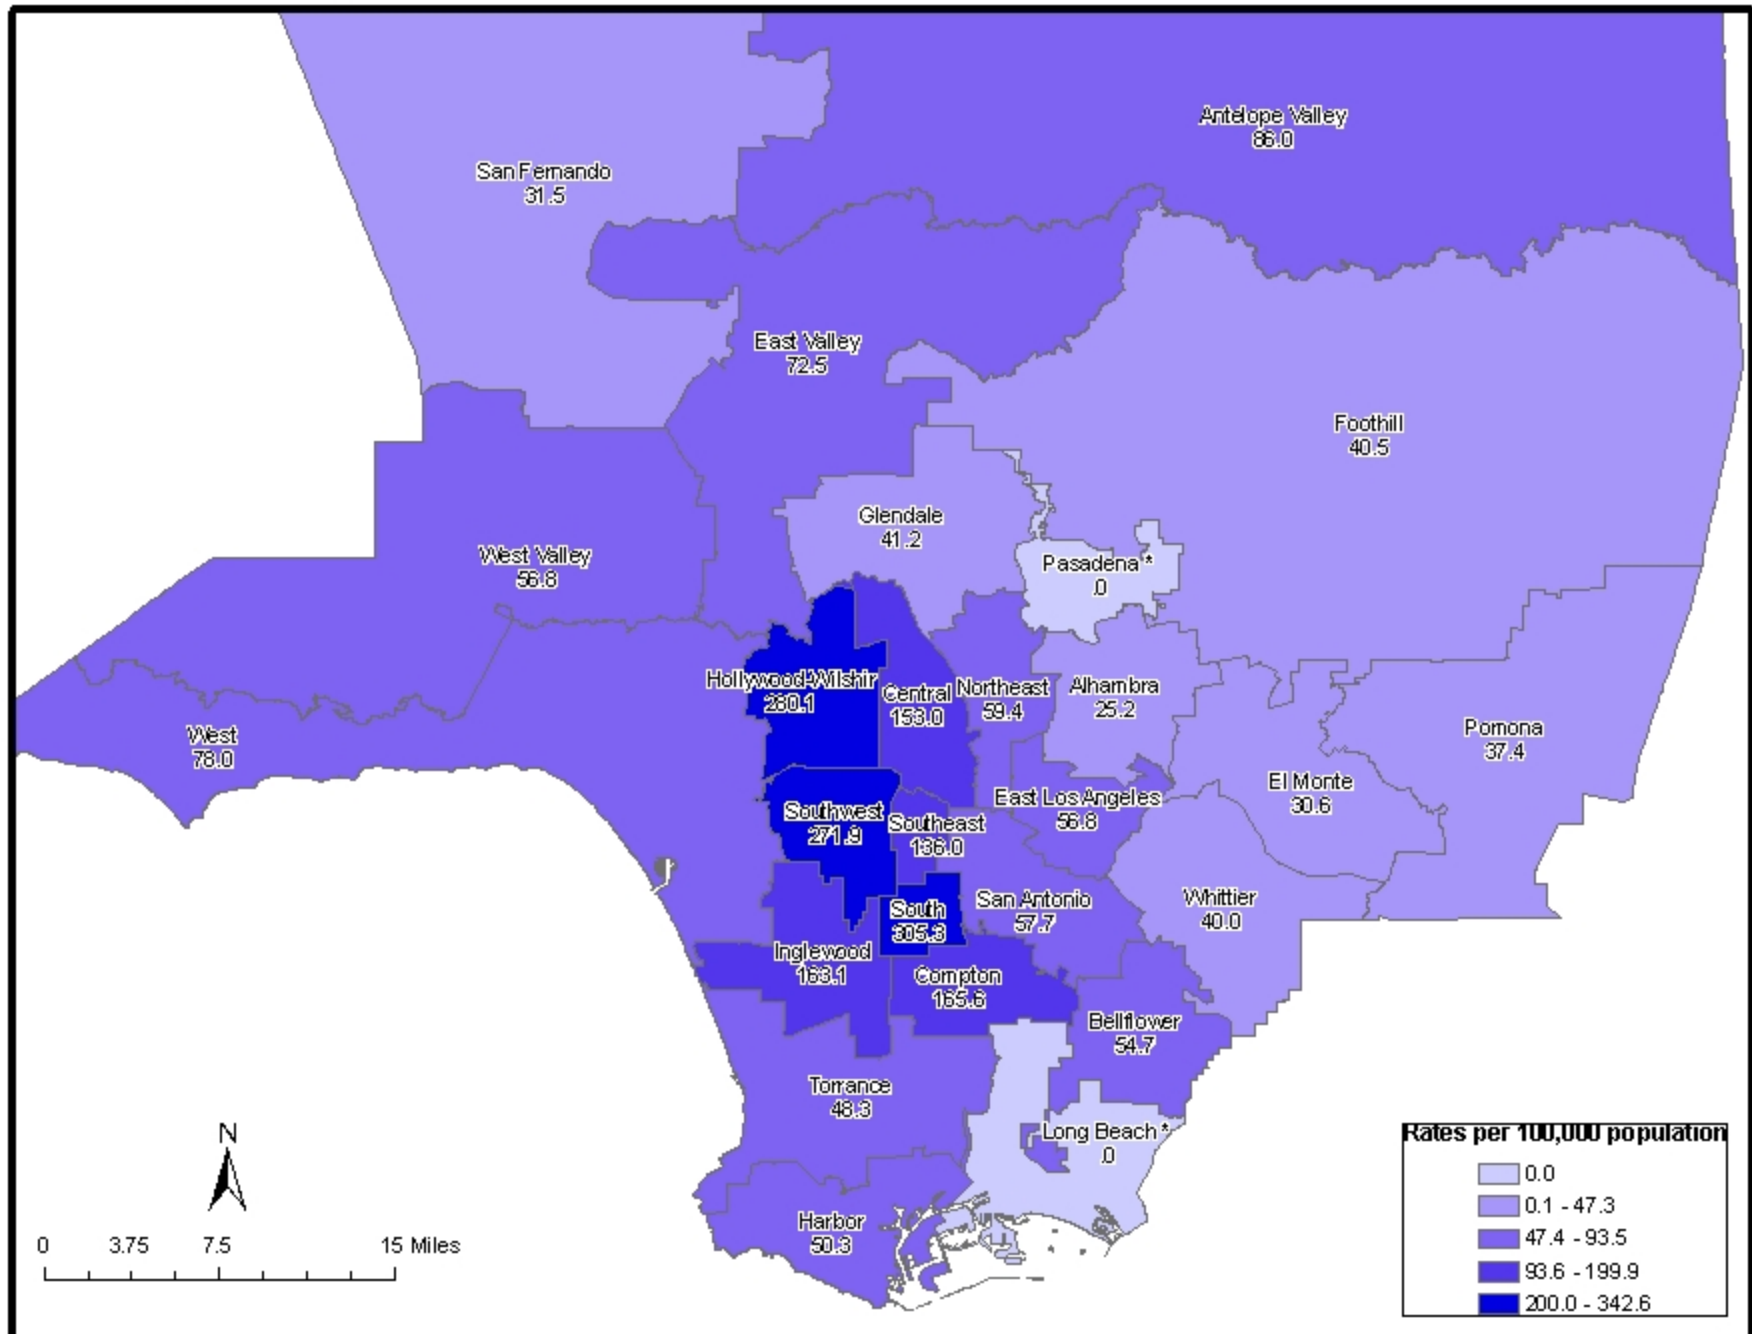 Antelope Valley
86.0
San Fernando
31.5
East Valley
72.5
Foothill
40.5
Glendale
41.2
West Valley
56.8
Pasadena *
.0
Hollywood-Wilshir
280.1
Central
153.0
Northeast
59.4
Alhambra
25.2
West
78.0
Pomona
37.4
El Monte
30.6
East Los Angeles
56.8
Southwest
271.9
Southeast
136.0
San Antonio
57.7
Whittier
40.0
South
305.3
Inglewood
163.1
Compton
165.6
Bellflower
54.7
Torrance
48.3
Long Beach *
.0
Harbor
50.3
N
0 3.75 7.5 15 Miles
Rates per 100,000 population
0.0
0.1 - 47.3
47.4 - 93.5
93.6 - 199.9
200.0 - 342.6